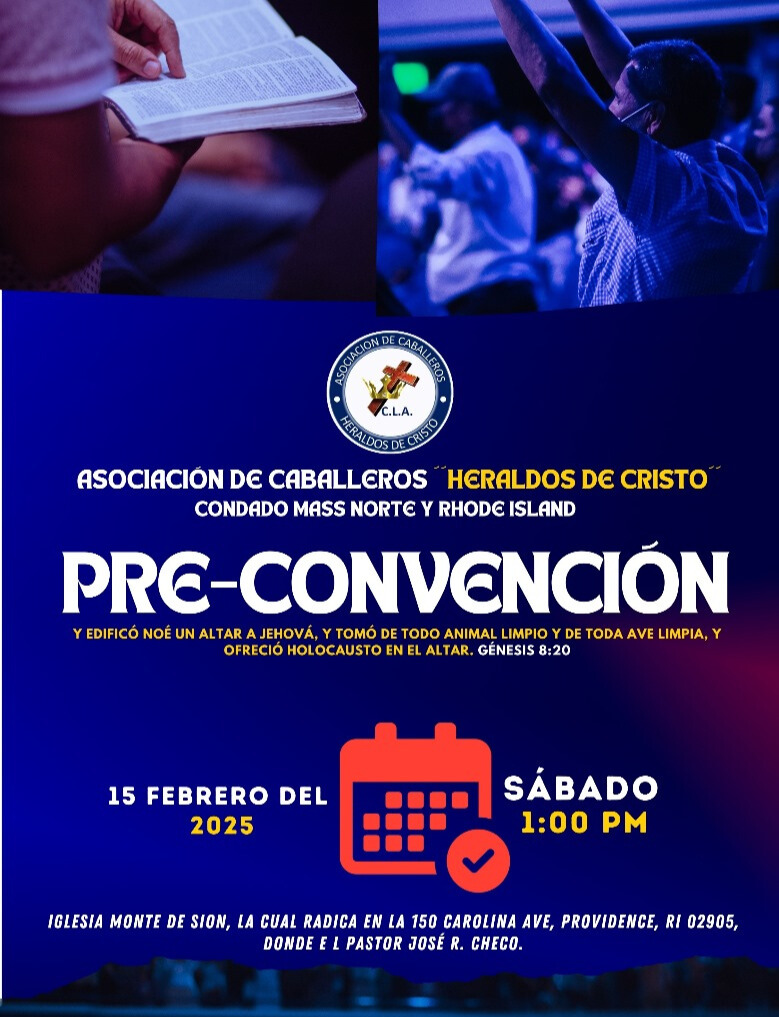 ASOCIACION DE CABALLEROS
C.L.A.
HERALDOS DE CRISTO
ASOCIACIÓN DE CABALLEROS ´´HERALDOS DE CRISTO´´
CONDADO MASS NORTE Y RHODE ISLAND
PRE-CONVENCIÓN
Y EDIFICÓ NOÉ UN ALTAR A JEHOVÁ, Y TOMÓ DE TODO ANIMAL LIMPIO Y DE TODA AVE LIMPIA, Y
OFRECIÓ HOLOCAUSTO EN EL ALTAR. GÉNESIS 8:20
15 FEBRERO DEL
2025
SÁBADO
1:00 PM
IGLESIA MONTE DE SION, LA CUAL RADICA EN LA 150 CAROLINA AVE, PROVIDENCE, RI 02905,
DONDE E L PASTOR JOSÉ R. CHECO.